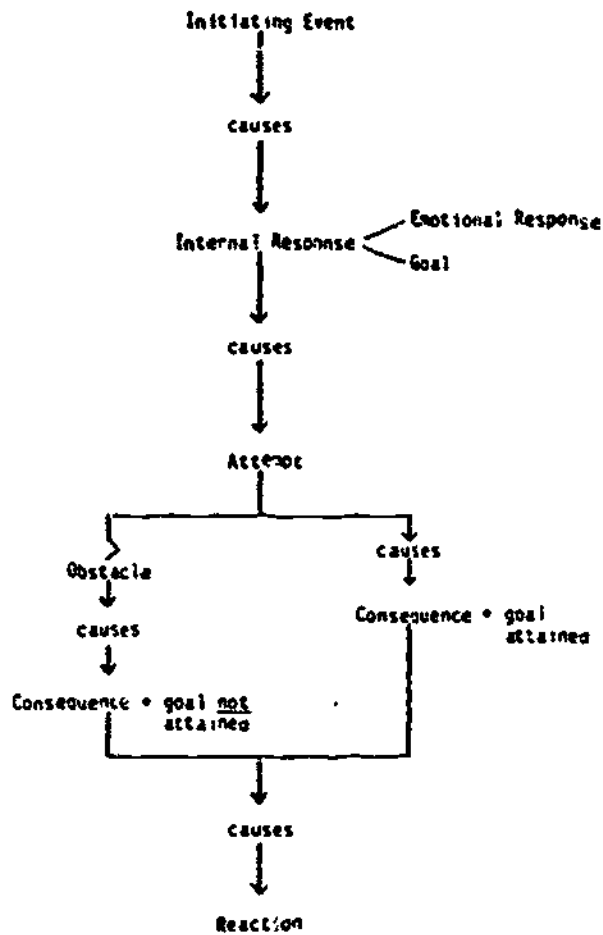 Initiating Event
causes
Internal Response
Emotional Response
Goal
causes
Attempt
Obstacle
causes
Consequence = goal not
attained
causes
Consequence = goal
attained
causes
Reaction